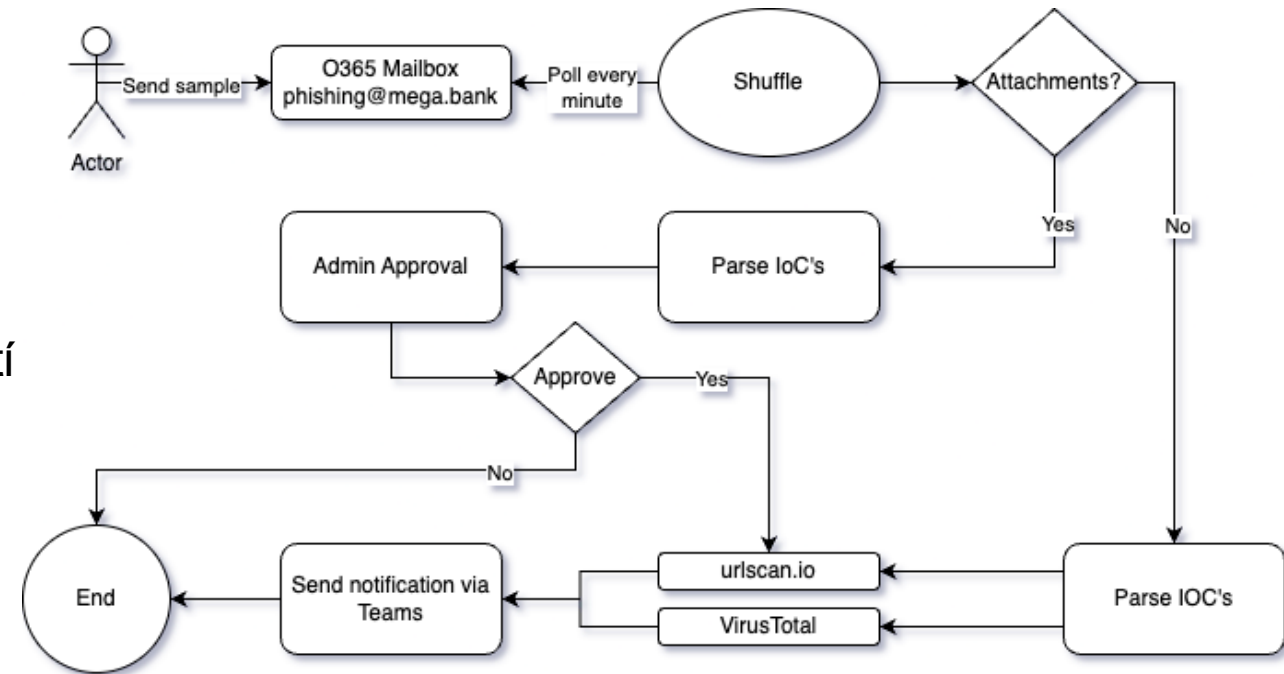 O365 Mailbox
phishing@mega.bank
Send sample
Poll every
minute
Shuffle
Attachments?
Actor
Yes
No
Admin Approval
Parse IoC's
tí
Approve
Yes
No
End
Send notification via
Teams
urlscan.io
VirusTotal
Parse IOC's